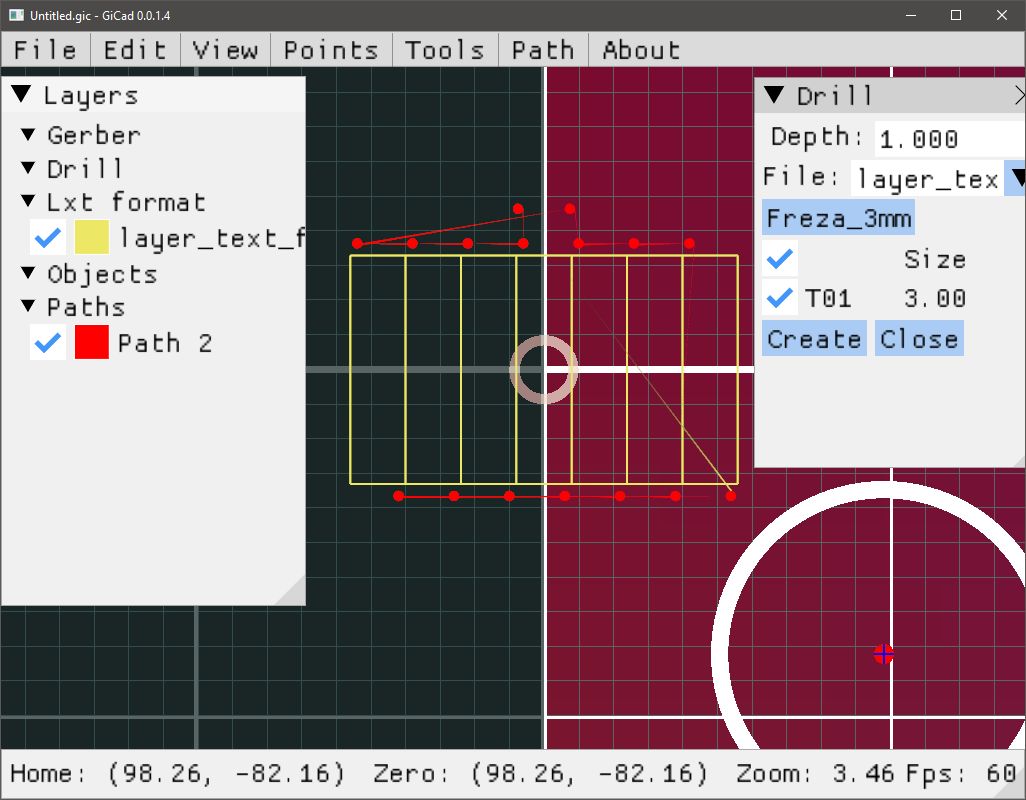 Untitled.gic - GiCad 0.0.1.4
File Edit View Points Tools Path About
Layers
Gerber
Drill
Lxt format
layer_text_f
Objects
Paths
Path 2
Drill
Depth: 1.000
File: layer_tex
Freza_3mm
Size
T01 3.00
Create Close
Home: (98.26, -82.16) Zero: (98.26, -82.16) Zoom: 3.46 Fps: 60